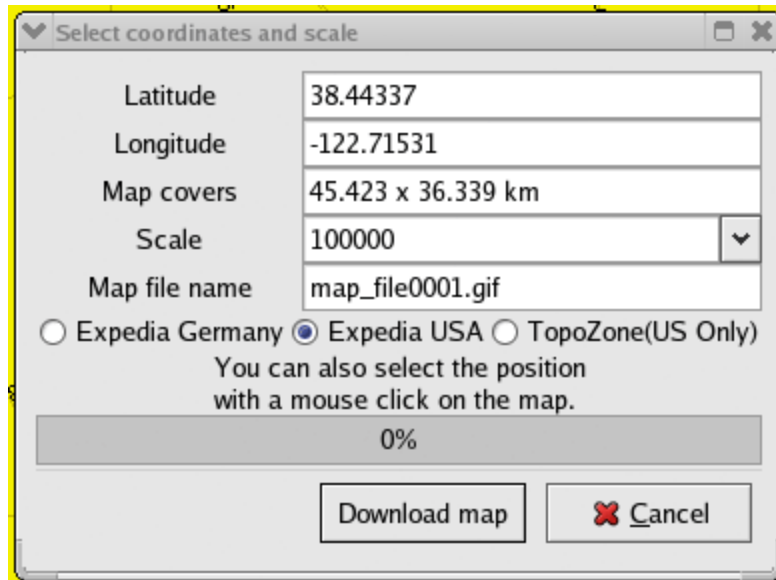 Select coordinates and scale
Latitude 38.44337
Longitude -122.71531
Map covers 45.423 x 36.339 km
Scale 100000
Map file name map_file0001.gif
Expedia Germany Expedia USA TopoZone(US Only)
You can also select the position
with a mouse click on the map.
0%
Download map Cancel